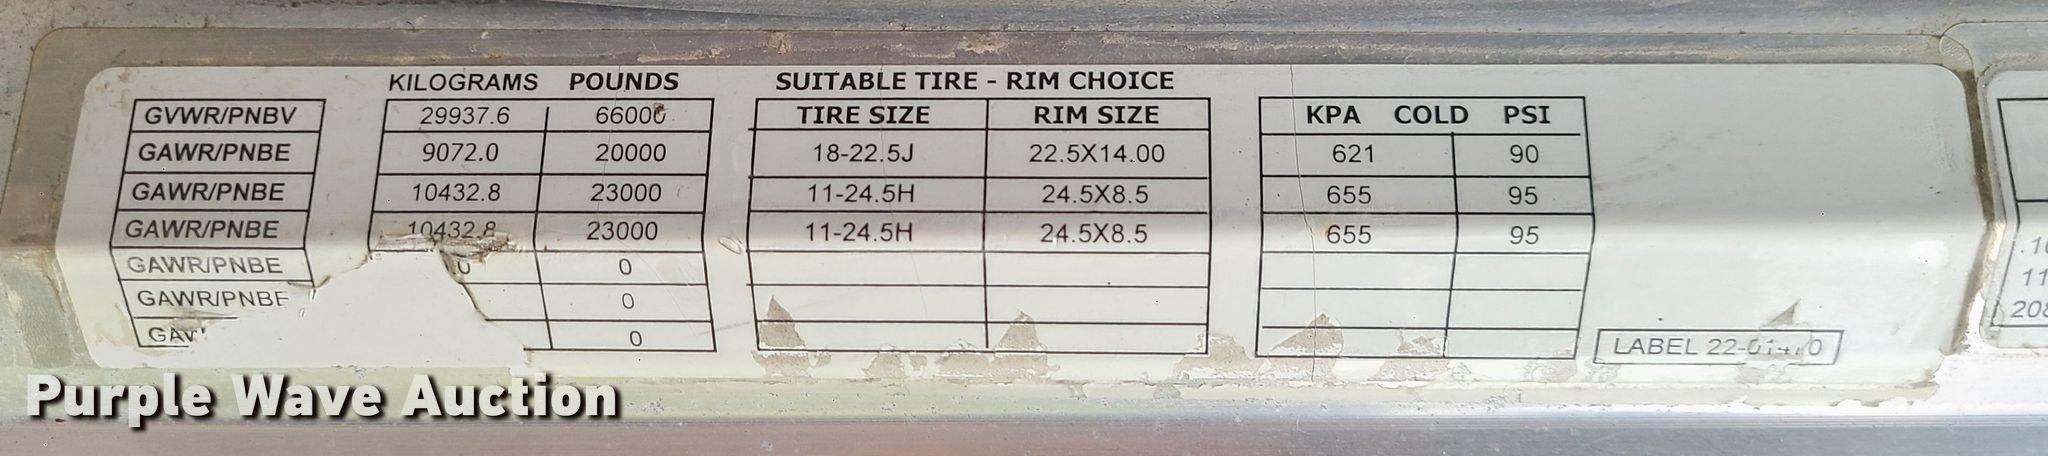 KILOGRAMS POUNDS SUITABLE TIRE - RIM CHOICE
GVWR/PNBV 29937.6 66000 TIRE SIZE RIM SIZE KPA COLD PSI
GAWR/PNBE 9072.0 20000 18-22.5J 22.5X14.00 621 90
GAWR/PNBE 10432.8 23000 11-24.5H 24.5X8.5 655 95
GAWR/PNBE 10432.8 23000 11-24.5H 24.5X8.5 655 95
GAWR/PNBE 0
GAWR/PNBE 0
0
LABEL
Purple Wave Auction